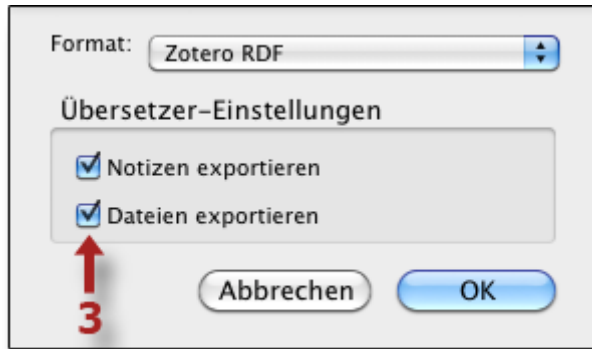 Format: Zotero RDF
Übersetzer-Einstellungen
Notizen exportieren
Dateien exportieren
3
Abbrechen OK